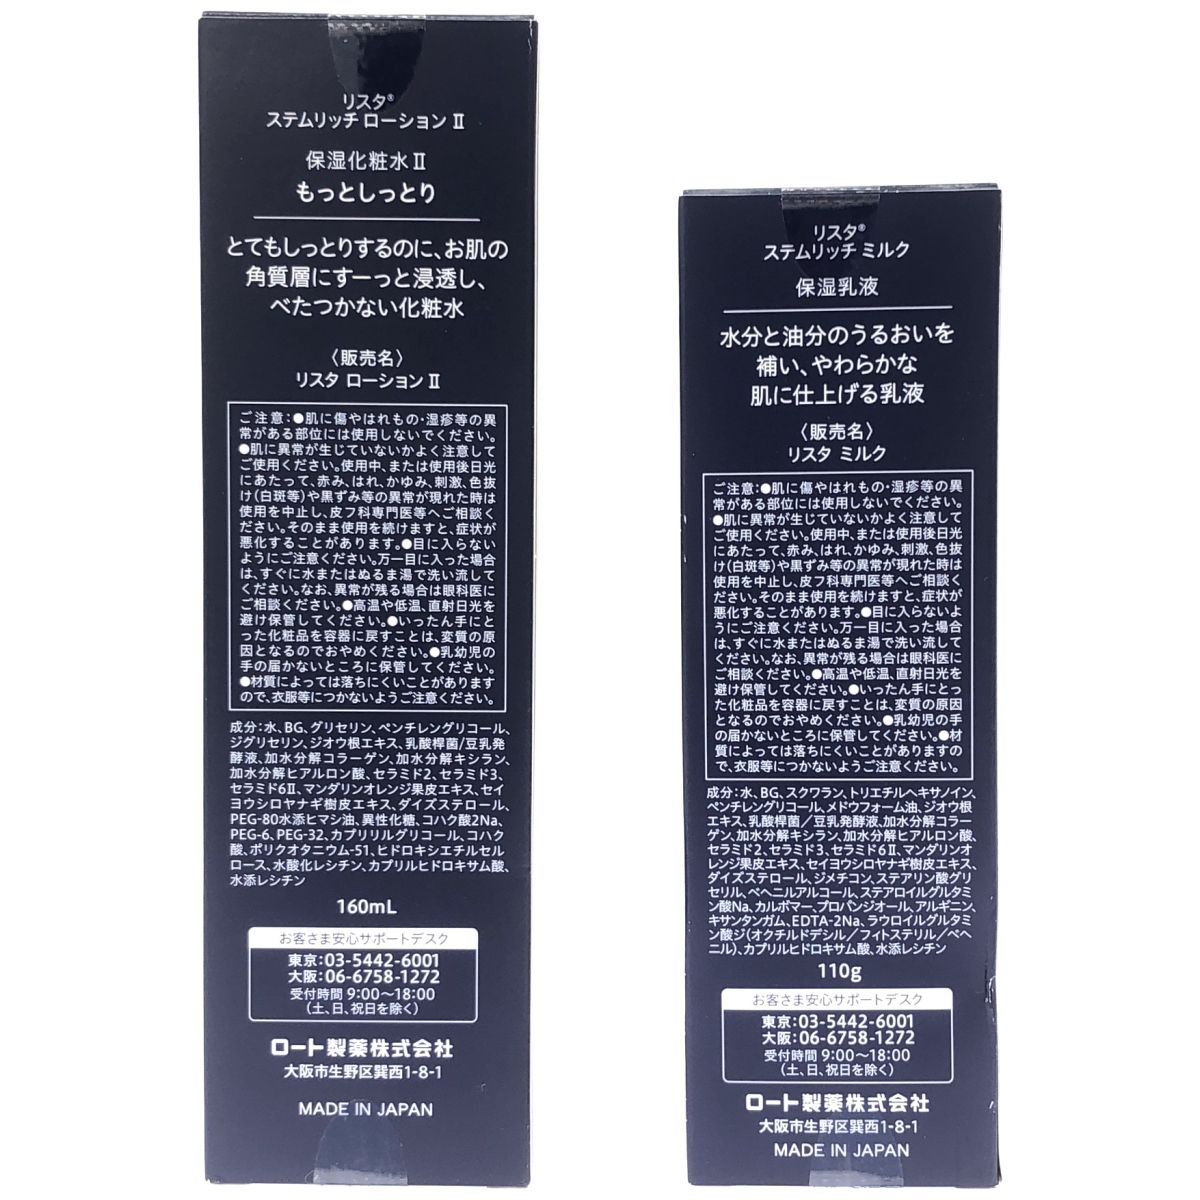 リスタ®
ステムリッチ ローション Ⅱ
保湿化粧水Ⅱ
もっとしっとり
とてもしっとりするのに、お肌の
角質層にすーっと浸透し、
べたつかない化粧水
〈販売名〉
リスタ ローション Ⅱ
ご注意:●肌に傷やはれもの・湿疹等の異
常がある部位には使用しないでください。
●肌に異常が生じていないかよく注意して
ご使用ください。使用中、または使用後日光
にあたって、赤み、はれ、かゆみ、刺激、色抜
け(白斑等)や黒ずみ等の異常が現れた時は
使用を中止し、皮フ科専門医等へご相談く
ださい。そのまま使用を続けますと、症状が
悪化することがあります。●目に入らない
ようにご注意ください。万一目に入った場合
は、すぐに水またはぬるま湯で洗い流して
ください。なお、異常が残る場合は眼科医に
ご相談ください。●高温や低温、直射日光を
避け保管してください。●いったん手にと
った化粧品を容器に戻すことは、変質の原
因となるのでおやめください。●乳幼児の
手の届かないところに保管してください。
●材質によっては落ちにくいことがあります
ので、衣服等につかないようご注意ください。
成分:水、BG、グリセリン、ペンチレングリコール、
ジグリセリン、ジオウ根エキス、乳酸桿菌/豆乳発
酵液、加水分解コラーゲン、加水分解キシラン、
加水分解ヒアルロン酸、セラミド2、セラミド3、
セラミド6Ⅱ、マンダリンオレンジ果皮エキス、セイ
ヨウシロヤナギ樹皮エキス、ダイズステロール、
PEG-80水添ヒマシ油、異性化糖、コハク酸2Na、
PEG-6、PEG-32、カプリリルグリコール、コハク
酸、ポリクオタニウム-51、ヒドロキシエチルセル
ロース、水酸化レシチン、カプリルヒドロキサム酸、
水添レシチン
160mL
お客さま安心サポートデスク
東京:03-5442-6001
大阪:06-6758-1272
受付時間 9:00～18:00
(土、日、祝日を除く)
ロート製薬株式会社
大阪市生野区巽西1-8-1
MADE IN JAPAN
リスタ®
ステムリッチ ミルク
保湿乳液
水分と油分のうるおいを
補い、やわらかな
肌に仕上げる乳液
〈販売名〉
リスタ ミルク
ご注意:●肌に傷やはれもの・湿疹等の異
常がある部位には使用しないでください。
●肌に異常が生じていないかよく注意して
ご使用ください。使用中、または使用後日光
にあたって、赤み、はれ、かゆみ、刺激、色抜
け(白斑等)や黒ずみ等の異常が現れた時は
使用を中止し、皮フ科専門医等へご相談く
ださい。そのまま使用を続けますと、症状が
悪化することがあります。●目に入らないよ
うにご注意ください。万一目に入った場合
は、すぐに水またはぬるま湯で洗い流して
ください。なお、異常が残る場合は眼科医に
ご相談ください。●高温や低温、直射日光を
避け保管してください。●いったん手にとっ
た化粧品を容器に戻すことは、変質の原因
となるのでおやめください。●乳幼児の手
の届かないところに保管してください。●材
質によっては落ちにくいことがありますの
で、衣服等につかないようご注意ください。
成分:水、BG、スクワラン、トリエチルヘキサノイン、
ペンチレングリコール、メドウフォーム油、ジオウ根
エキス、乳酸桿菌／豆乳発酵液、加水分解コラー
ゲン、加水分解キシラン、加水分解ヒアルロン酸、
セラミド2、セラミド3、セラミド6Ⅱ、マンダリンオ
レンジ果皮エキス、セイヨウシロヤナギ樹皮エキス、
ダイズステロール、ジメチコン、ステアリン酸グリ
セリル、ベヘニルアルコール、ステアロイルグルタミ
ン酸Na、カルボマー、プロパンジオール、アルギニン、
キサンタンガム、EDTA-2Na、ラウロイルグルタミ
ン酸ジ(オクチルドデシル／フィトステリル／ベヘ
ニル)、カプリルヒドロキサム酸、水添レシチン
110g
お客さま安心サポートデスク
東京:03-5442-6001
大阪:06-6758-1272
受付時間 9:00～18:00
(土、日、祝日を除く)
ロート製薬株式会社
大阪市生野区巽西1-8-1
MADE IN JAPAN